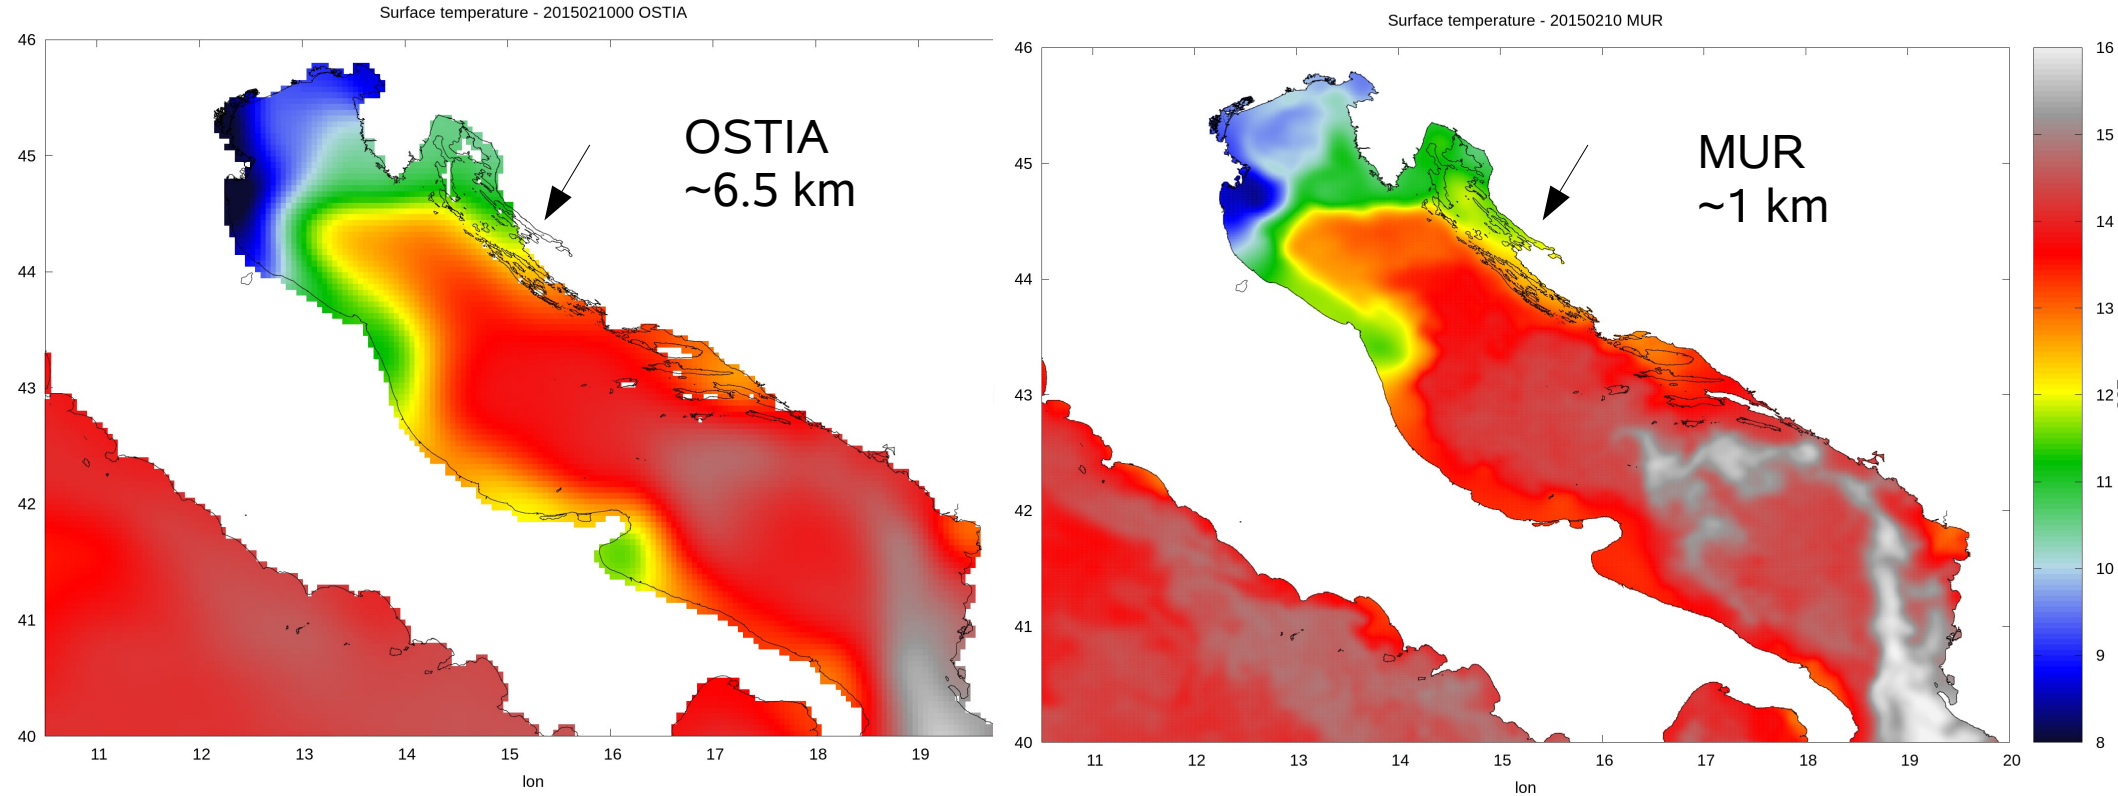 Surface temperature - 2015021000 OSTIA
46
45
44
43
42
41
40
11 12 13 14 15 16 17 18 19
lon
OSTIA
~6.5 km
Surface temperature - 20150210 MUR
46
45
44
43
42
41
40
11 12 13 14 15 16 17 18 19 20
lon
MUR
~1 km
16
15
14
13
12
11
10
9
8